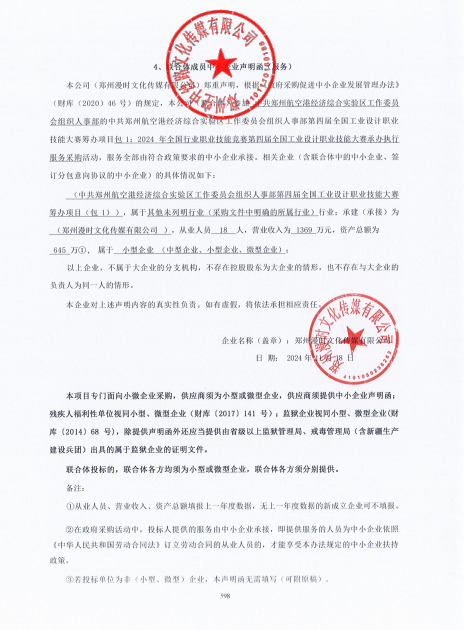 4、联合体成员中小企业声明函（服务）
本公司（郑州漫时文化传媒有限公司）郑重声明，根据《政府采购促进中小企业发展管理办法》
（财库（2020）46 号）的规定，本公司（联合体）参加中共郑州航空港经济综合实验区工作委员
会组织人事部的中共郑州航空港经济综合实验区工作委员会组织人事部第四届全国工业设计职业
技能大赛筹办项目包 1：2024 年全国行业职业技能竞赛第四届全国工业设计职业技能大赛承办执行
服务采购活动，服务全部由符合政策要求的中小企业承接。相关企业（含联合体中的中小企业、签
订分包意向协议的中小企业）的具体情况如下：
（中共郑州航空港经济综合实验区工作委员会组织人事部第四届全国工业设计职业技能大赛
筹办项目（包 1）），属于其他未列明行业（采购文件中明确的所属行业）行业；承建（承接）为
（郑州漫时文化传媒有限公司 ），从业人员 18 人，营业收入为 1369 万元，资产总额为
645 万①，属于 小型企业 （中型企业、小型企业、微型企业）；
以上企业，不属于大企业的分支机构，不存在控股股东为大企业的情形，也不存在与大企业的
负责人为同一人的情形。
本企业对上述声明内容的真实性负责。如有虚假，将依法承担相应责任。
企业名称（盖章）：郑州漫时文化传媒有限公司
日 期： 2024 年 11 月 18 日
本项目专门面向小微企业采购，供应商须为小型或微型企业，供应商须提供中小企业声明函；
残疾人福利性单位视同小型、微型企业（财库〔2017〕141 号）；监狱企业视同小型、微型企业(财
库〔2014〕68 号)，除提供声明函外还应当提供由省级以上监狱管理局、戒毒管理局（含新疆生产
建设兵团）出具的属于监狱企业的证明文件。
联合体投标的，联合体各方均须为小型或微型企业，联合体各方须分别提供。
备注：
①从业人员、营业收入、资产总额填报上一年度数据，无上一年度数据的新成立企业可不填报。
②在政府采购活动中，投标人提供的服务由中小企业承接，即提供服务的人员为中小企业依照
《中华人民共和国劳动合同法》订立劳动合同的从业人员的，才能享受本办法规定的中小企业扶持
政策。
③若投标单位为非（小型、微型）企业，本声明函无需填写（可附原稿）。
598